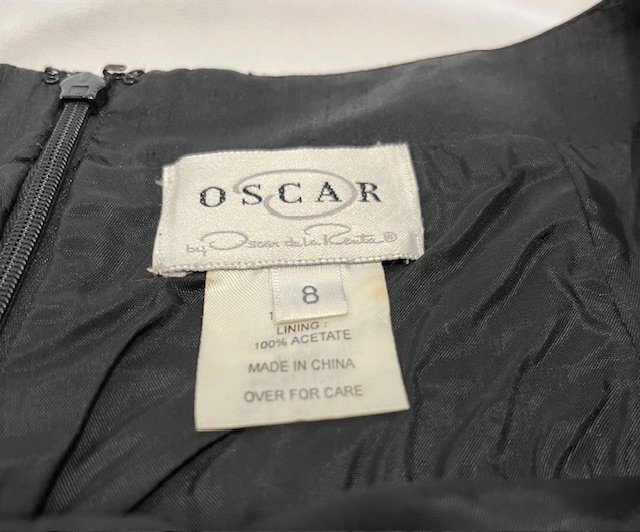 OSCAR
by Oscar de la Renta®
8
LINING :
100% ACETATE
MADE IN CHINA
OVER FOR CARE